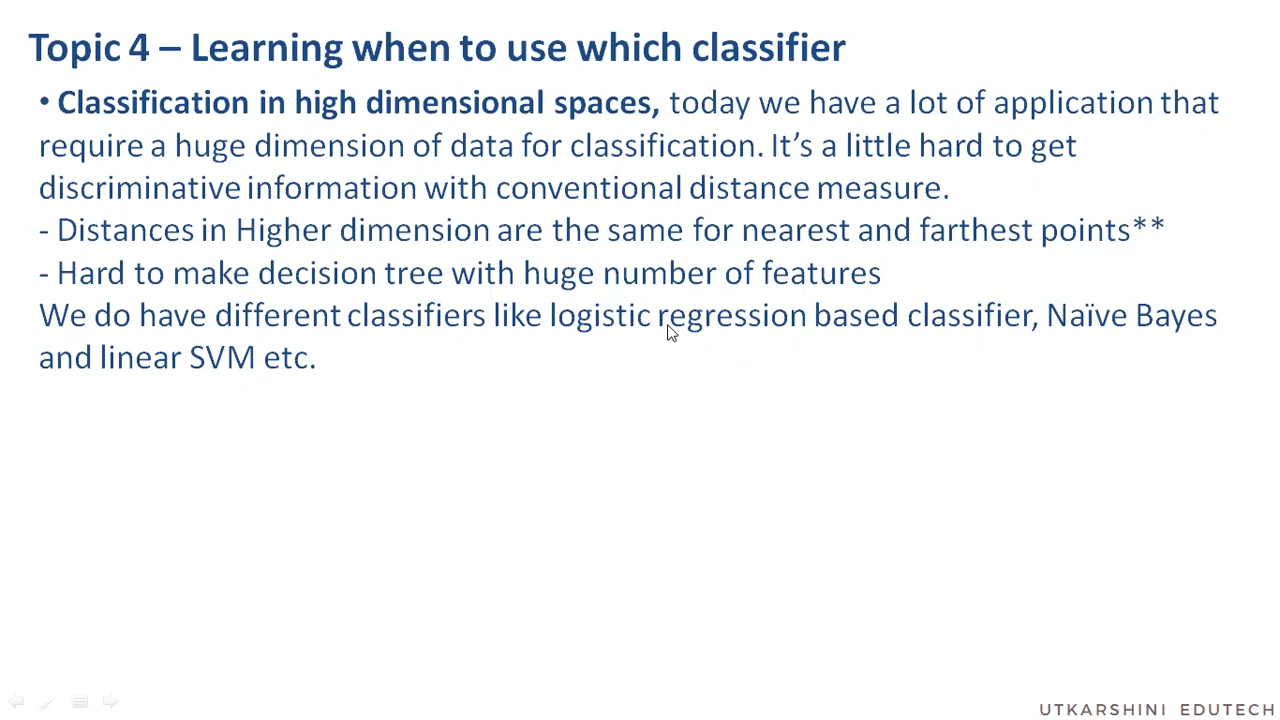 Topic 4 – Learning when to use which classifier
• Classification in high dimensional spaces, today we have a lot of application that
require a huge dimension of data for classification. It's a little hard to get
discriminative information with conventional distance measure.
- Distances in Higher dimension are the same for nearest and farthest points**
- Hard to make decision tree with huge number of features
We do have different classifiers like logistic regression based classifier, Naïve Bayes
and linear SVM etc.
UTKARSHINI EDUTECH